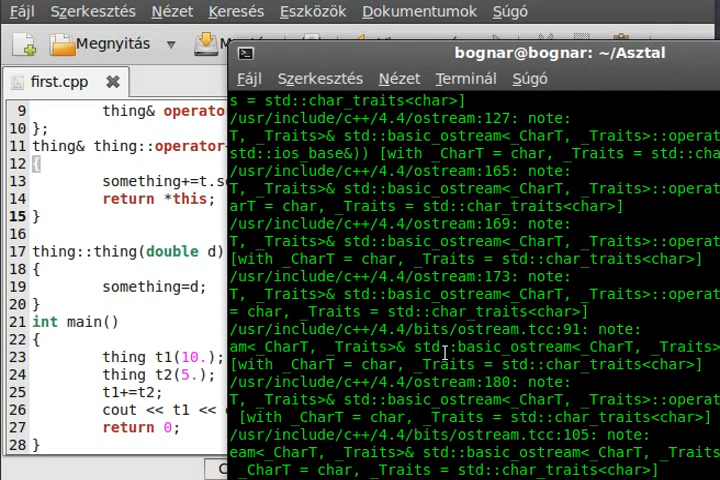 Fájl Szerkesztés Nézet Keresés Eszközök Dokumentumok Súgó
Megnyitás
first.cpp
9 thing& operato
10 };
11 thing& thing::operator
12 {
13 something+=t.s
14 return *this;
15 }
16
17 thing::thing(double d)
18 {
19 something=d;
20 }
21 int main()
22 {
23 thing t1(10.);
24 thing t2(5.);
25 t1+=t2;
26 cout << t1 <<
27 return 0;
28 }
bognar@bognar: ~/Asztal
Fájl Szerkesztés Nézet Terminál Súgó
s = std::char_traits<char>]
/usr/include/c++/4.4/ostream:127: note:
T, _Traits>& std::basic_ostream<_CharT, _Traits>::operat
std::ios_base&)) [with _CharT = char, _Traits = std::cha
/usr/include/c++/4.4/ostream:165: note:
T, _Traits>& std::basic_ostream<_CharT, _Traits>::operat
arT = char, _Traits = std::char_traits<char>]
/usr/include/c++/4.4/ostream:169: note:
T, _Traits>& std::basic_ostream<_CharT, _Traits>::operat
[with _CharT = char, _Traits = std::char_traits<char>]
/usr/include/c++/4.4/ostream:173: note:
T, _Traits>& std::basic_ostream<_CharT, _Traits>::operat
= char, _Traits = std::char_traits<char>]
/usr/include/c++/4.4/bits/ostream.tcc:91: note:
am<_CharT, _Traits>& std::basic_ostream<_CharT, _Traits>
[with _CharT = char, _Traits = std::char_traits<char>]
/usr/include/c++/4.4/ostream:180: note:
T, _Traits>& std::basic_ostream<_CharT, _Traits>::operat
[with _CharT = char, _Traits = std::char_traits<char>]
/usr/include/c++/4.4/bits/ostream.tcc:105: note:
eam<_CharT, _Traits>& std::basic_ostream<_CharT, _Traits
_CharT = char, _Traits = std::char_traits<char>]